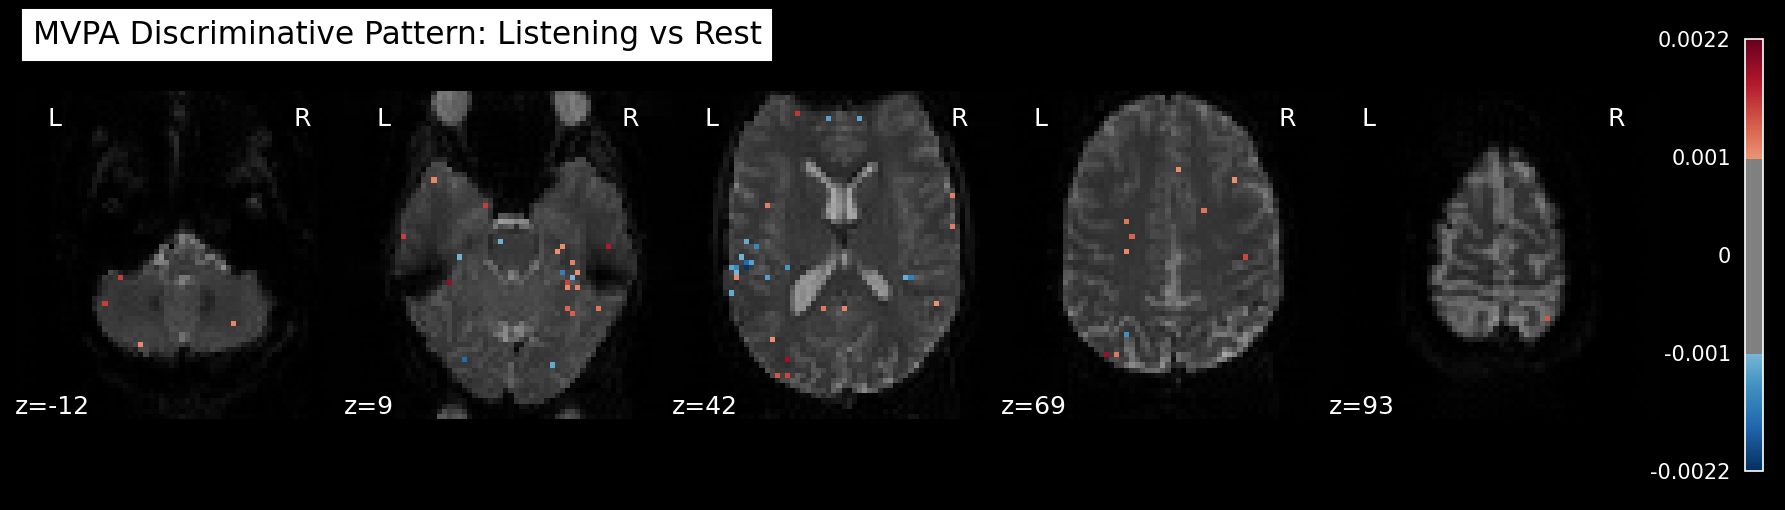 MVPA Discriminative Pattern: Listening vs Rest
L R L R L R L R L R
z=-12 z=9 z=42 z=69 z=93
0.0022
0.001
0
-0.001
-0.0022